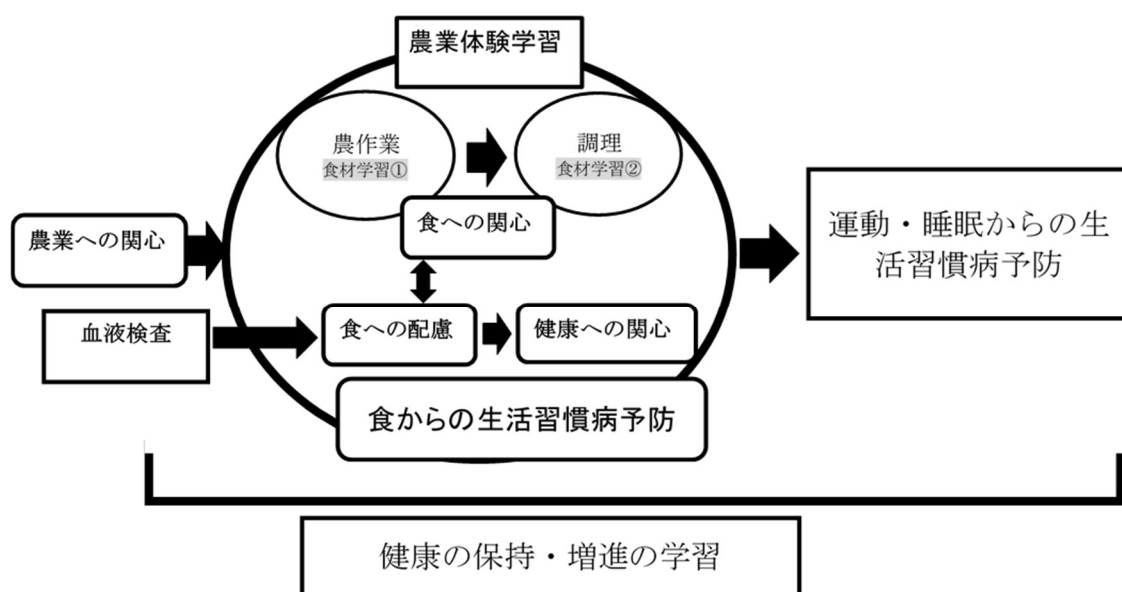 農業体験学習
農作業
食材学習①
調理
食材学習②
食への関心
農業への関心
運動・睡眠からの生
活習慣病予防
血液検査
食への配慮
健康への関心
食からの生活習慣病予防
健康の保持・増進の学習